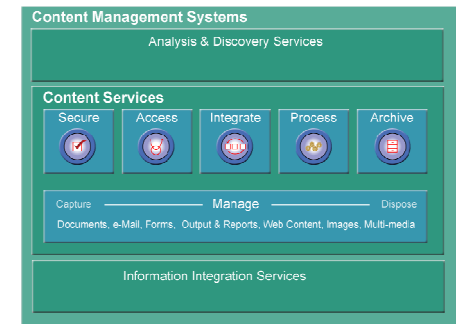 Content Management Systems
Analysis & Discovery Services
Content Services
Secure Access Integrate Process Archive
Capture Manage Dispose
Documents, e-Mail, Forms, Output & Reports, Web Content, Images, Multi-media
Information Integration Services